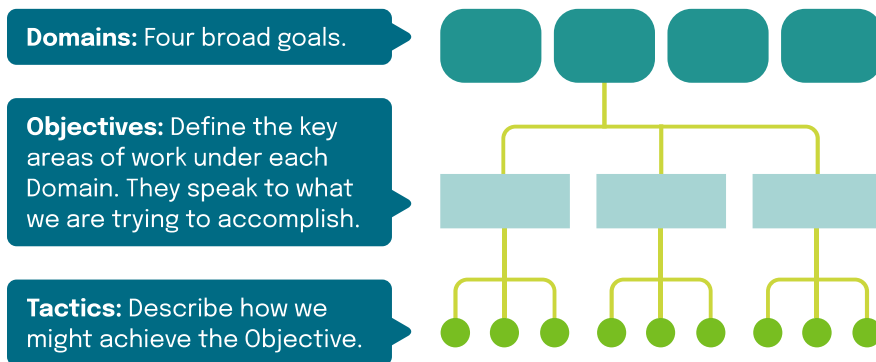 Domains: Four broad goals.
Objectives: Define the key
areas of work under each
Domain. They speak to what
we are trying to accomplish.
Tactics: Describe how we
might achieve the Objective.